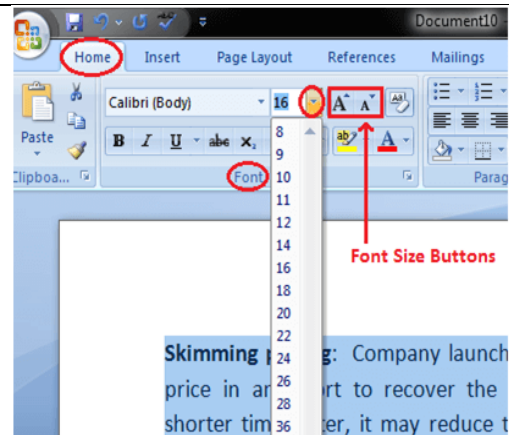 Document10
Home Insert Page Layout References Mailings
Calibri (Body) 16 A A
Paste B I U abc X, ab A
8
9
Clipboa... Font 10 Parag
11
12
14
16
Font Size Buttons
18
20
22
Skimming 24 g: Company launch
price in an 26 rt to recover the
28
shorter tim 36 er, it may reduce t